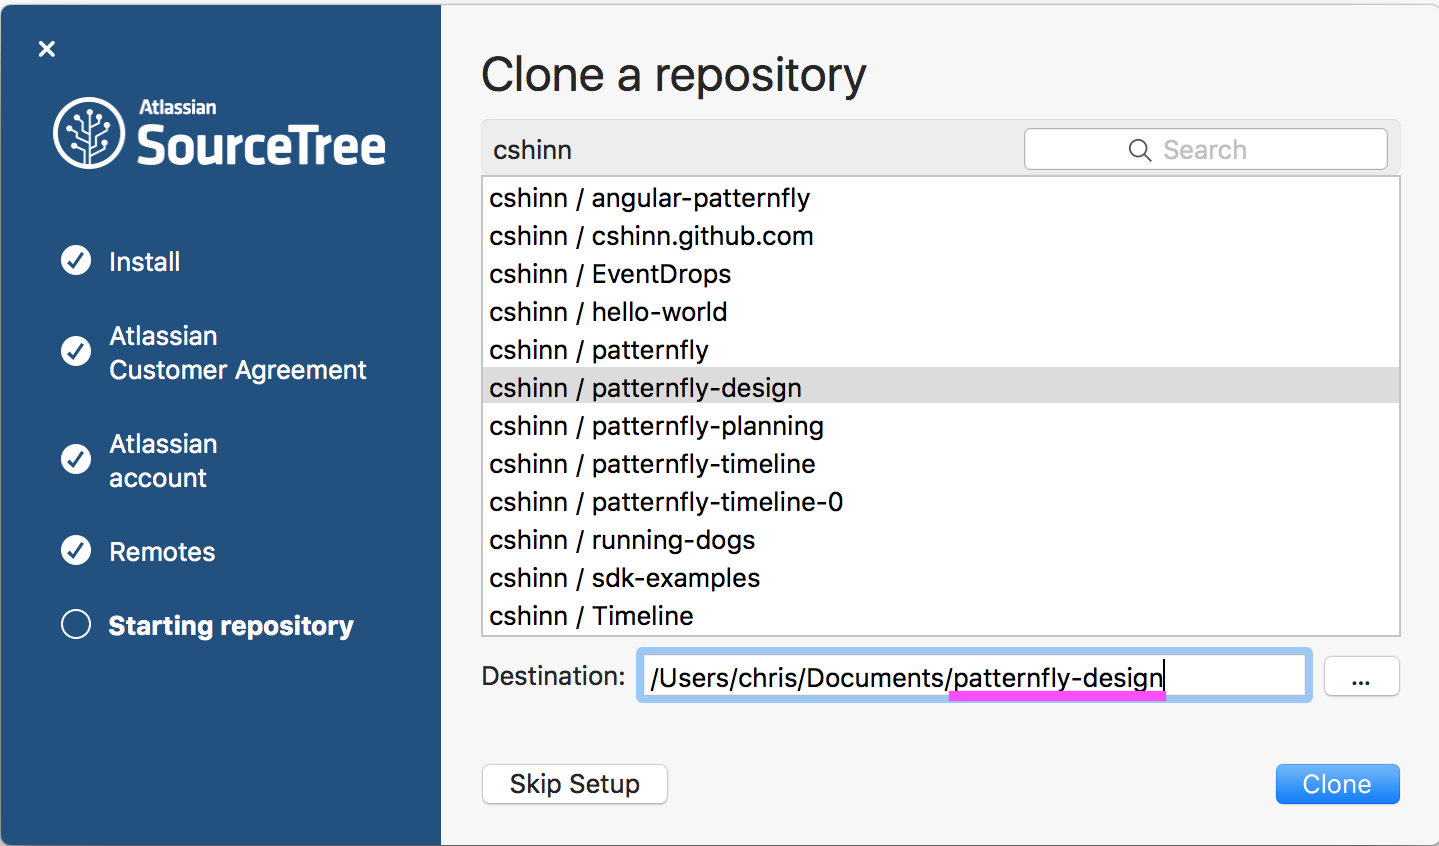 Atlassian
SourceTree
Install
Atlassian
Customer Agreement
Atlassian
account
Remotes
Starting repository
Clone a repository
cshinn
Search
cshinn / angular-patternfly
cshinn / cshinn.github.com
cshinn / EventDrops
cshinn / hello-world
cshinn / patternfly
cshinn / patternfly-design
cshinn / patternfly-planning
cshinn / patternfly-timeline
cshinn / patternfly-timeline-0
cshinn / running-dogs
cshinn / sdk-examples
cshinn / Timeline
Destination: /Users/chris/Documents/patternfly-design ...
Skip Setup
Clone